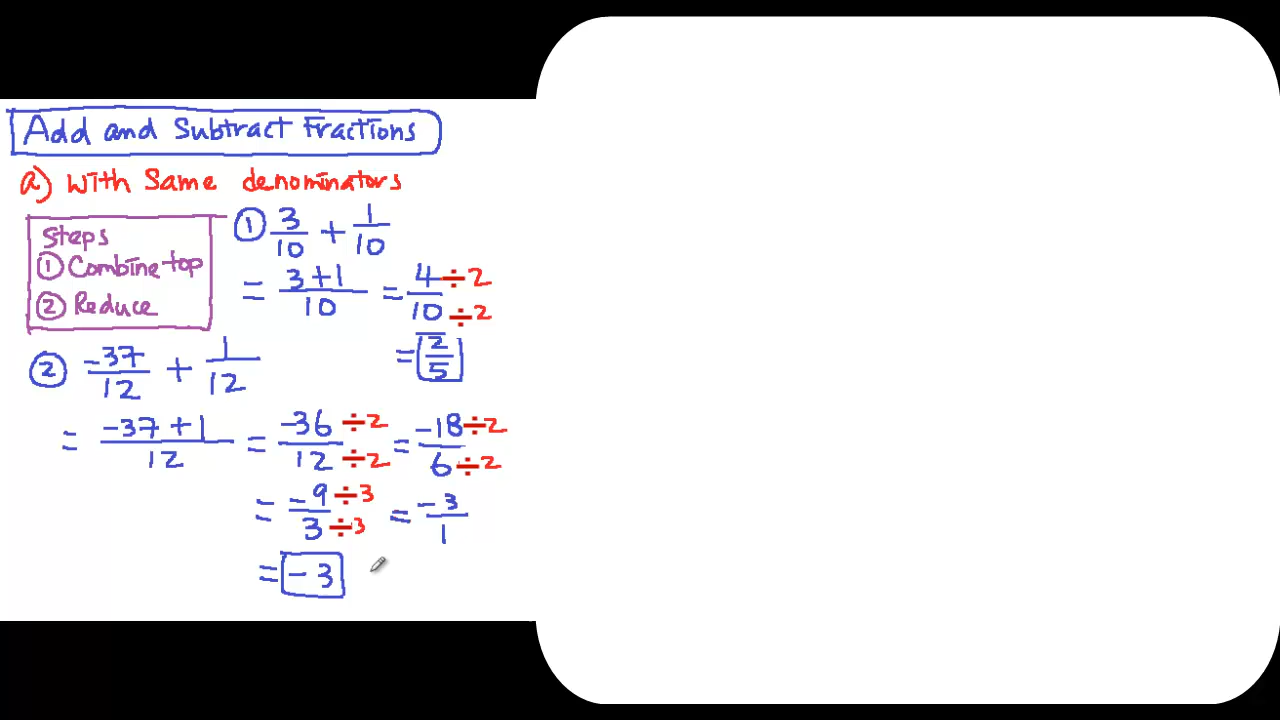 Add and Subtract Fractions
a) With Same denominators
Steps
① Combine top
② Reduce
① 3/10 + 1/10
= (3+1)/10 = 4/10 ÷2 ÷2
= 2/5
② -37/12 + 1/12
= (-37+1)/12 = -36/12 ÷2 ÷2 = -18/6 ÷2 ÷2
= -9/3 ÷3 ÷3 = -3/1
= -3